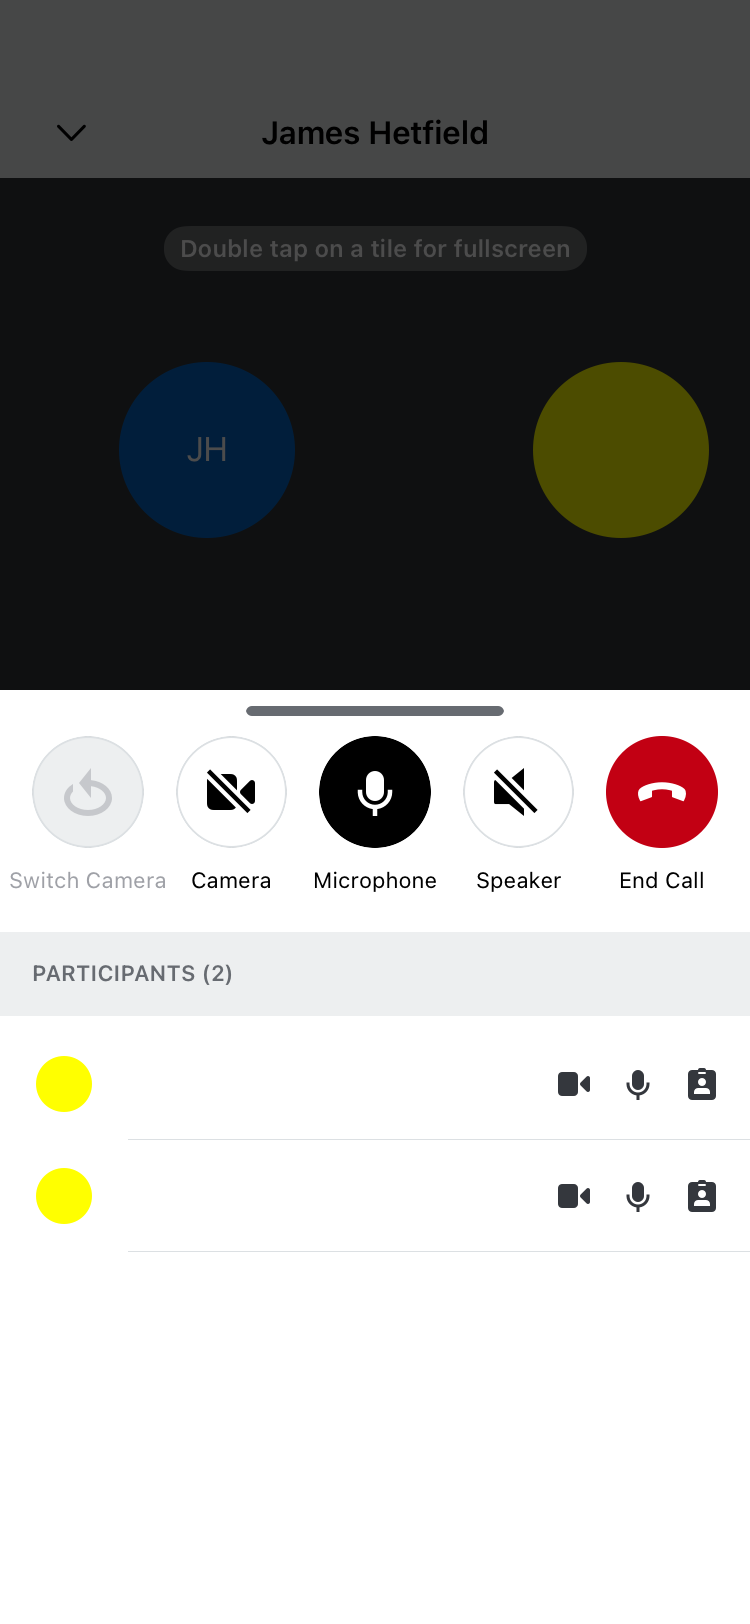 James Hetfield
Double tap on a tile for fullscreen
JH
Switch Camera
Camera
Microphone
Speaker
End Call
PARTICIPANTS (2)